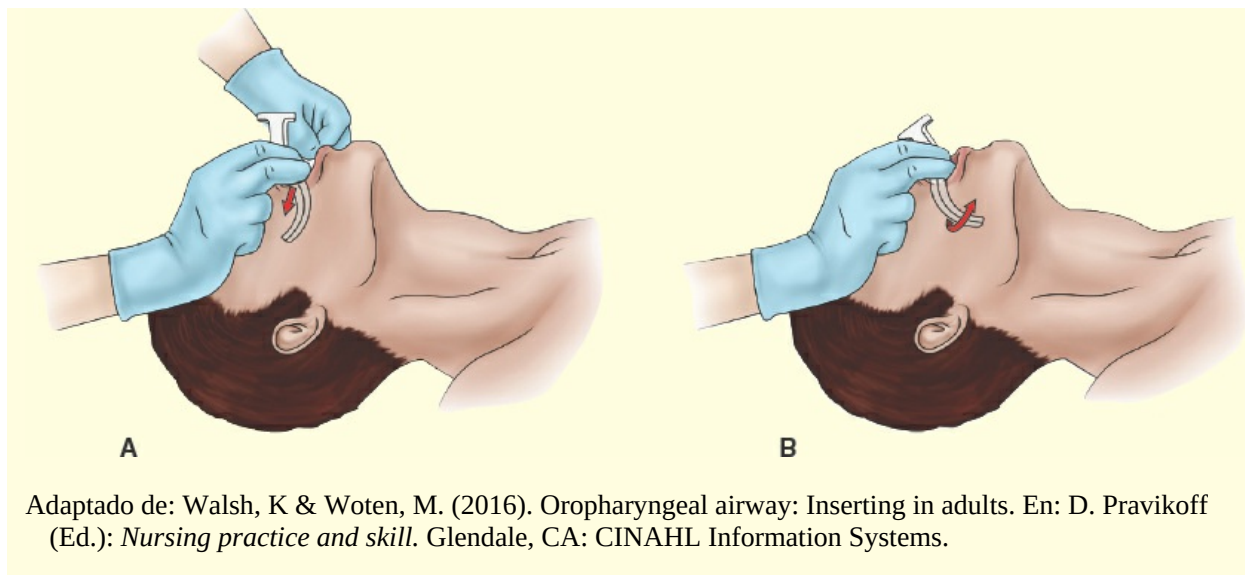 A
B
Adaptado de: Walsh, K & Woten, M. (2016). Oropharyngeal airway: Inserting in adults. En: D. Pravikoff
(Ed.): Nursing practice and skill. Glendale, CA: CINAHL Information Systems.